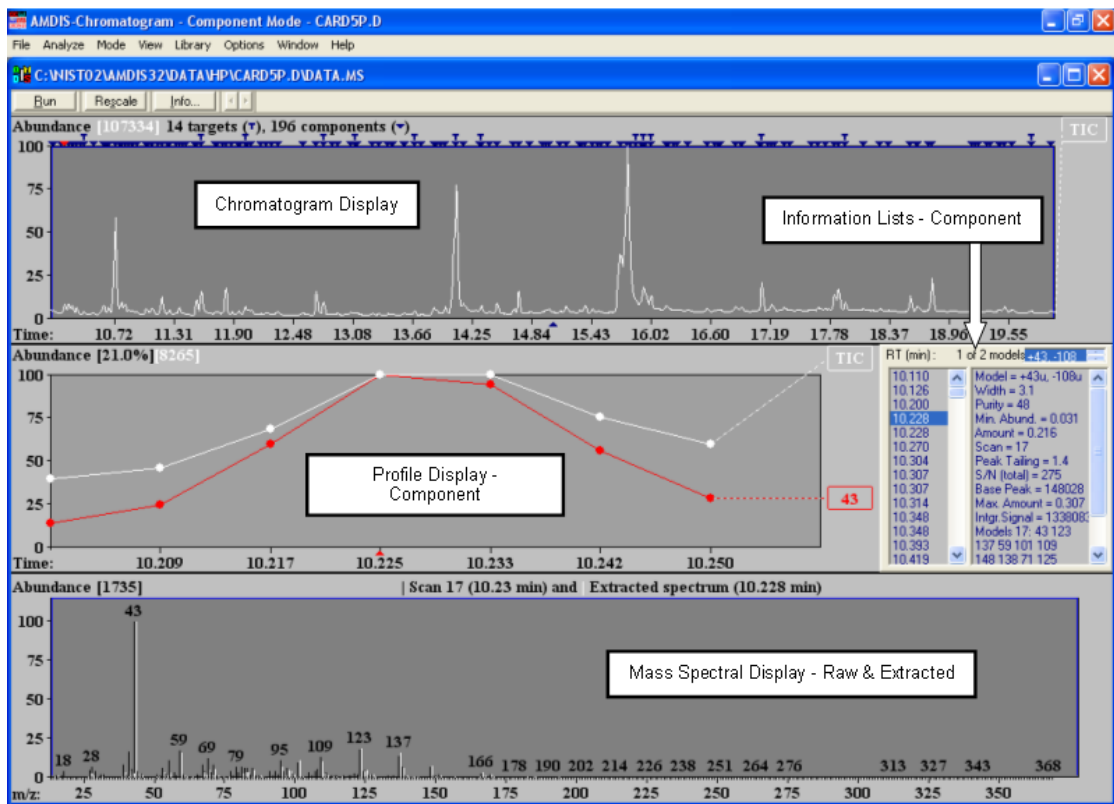 AMDIS-Chromatogram - Component Mode - CARD5P.D
File Analyze Mode View Library Options Window Help
C:\NIST02\AMDIS32\DATA\HP\CARD5P.D\DATA.MS
Run Rescale Info...
Abundance [107334] 14 targets (T), 196 components (▾)
TIC
100
75
50
25
0
Chromatogram Display
Information Lists - Component
Time: 10.72 11.31 11.90 12.48 13.08 13.66 14.25 14.84 15.43 16.02 16.60 17.19 17.78 18.37 18.96 19.55
Abundance [21.0%] [8265]
TIC
100
75
50
25
0
Profile Display -
Component
43
Time: 10.209 10.217 10.225 10.233 10.242 10.250
RT (min): 1 of 2 models +43, -108
10.110
10.126
10.200
10.228
10.228
10.270
10.304
10.307
10.307
10.314
10.348
10.348
10.393
10.419
Model = +43u, -108u
Width = 3.1
Purity = 48
Min. Abund. = 0.031
Amount = 0.216
Scan = 17
Peak Tailing = 1.4
S/N (total) = 275
Base Peak = 148028
Max. Amount = 0.307
Intgr.Signal = 1338083
Models 17: 43 123
137 59 101 109
148 138 71 125
Abundance [1735] | Scan 17 (10.23 min) and | Extracted spectrum (10.228 min)
100
75
50
25
0
Mass Spectral Display - Raw & Extracted
18 28 43 59 69 79 95 109 123 137 166 178 190 202 214 226 238 251 264 276 313 327 343 368
m/z: 25 50 75 100 125 150 175 200 225 250 275 300 325 350